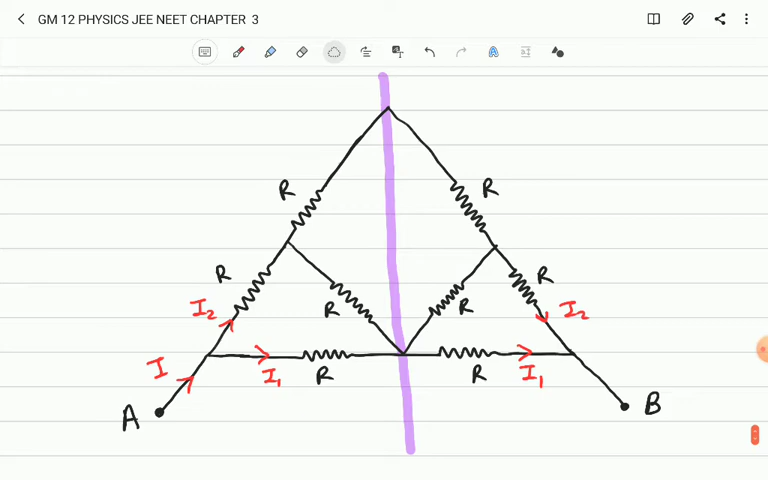 GM 12 PHYSICS JEE NEET CHAPTER 3
R
R
R
R
I₂
R
R
I₂
I
I₁
R
R
I₁
A
B